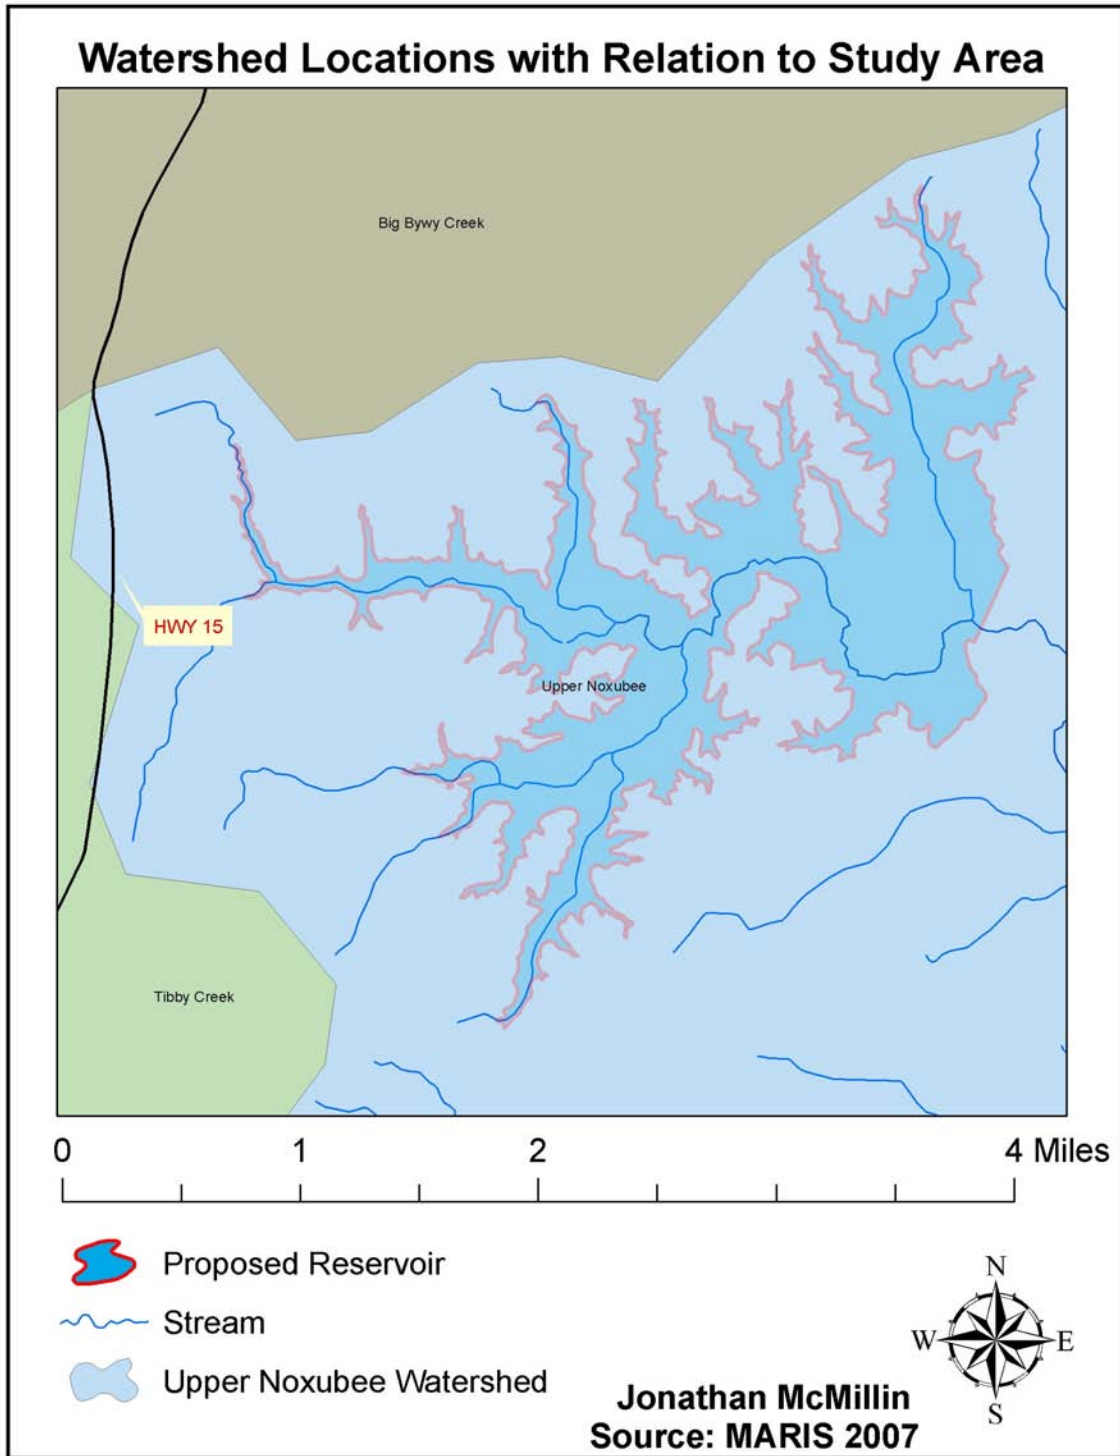 Watershed Locations with Relation to Study Area
Big Bywy Creek
HWY 15
Upper Noxubee
Tibby Creek
0 1 2 4 Miles
Proposed Reservoir
Stream
Upper Noxubee Watershed
N
W E
S
Jonathan McMillin
Source: MARIS 2007